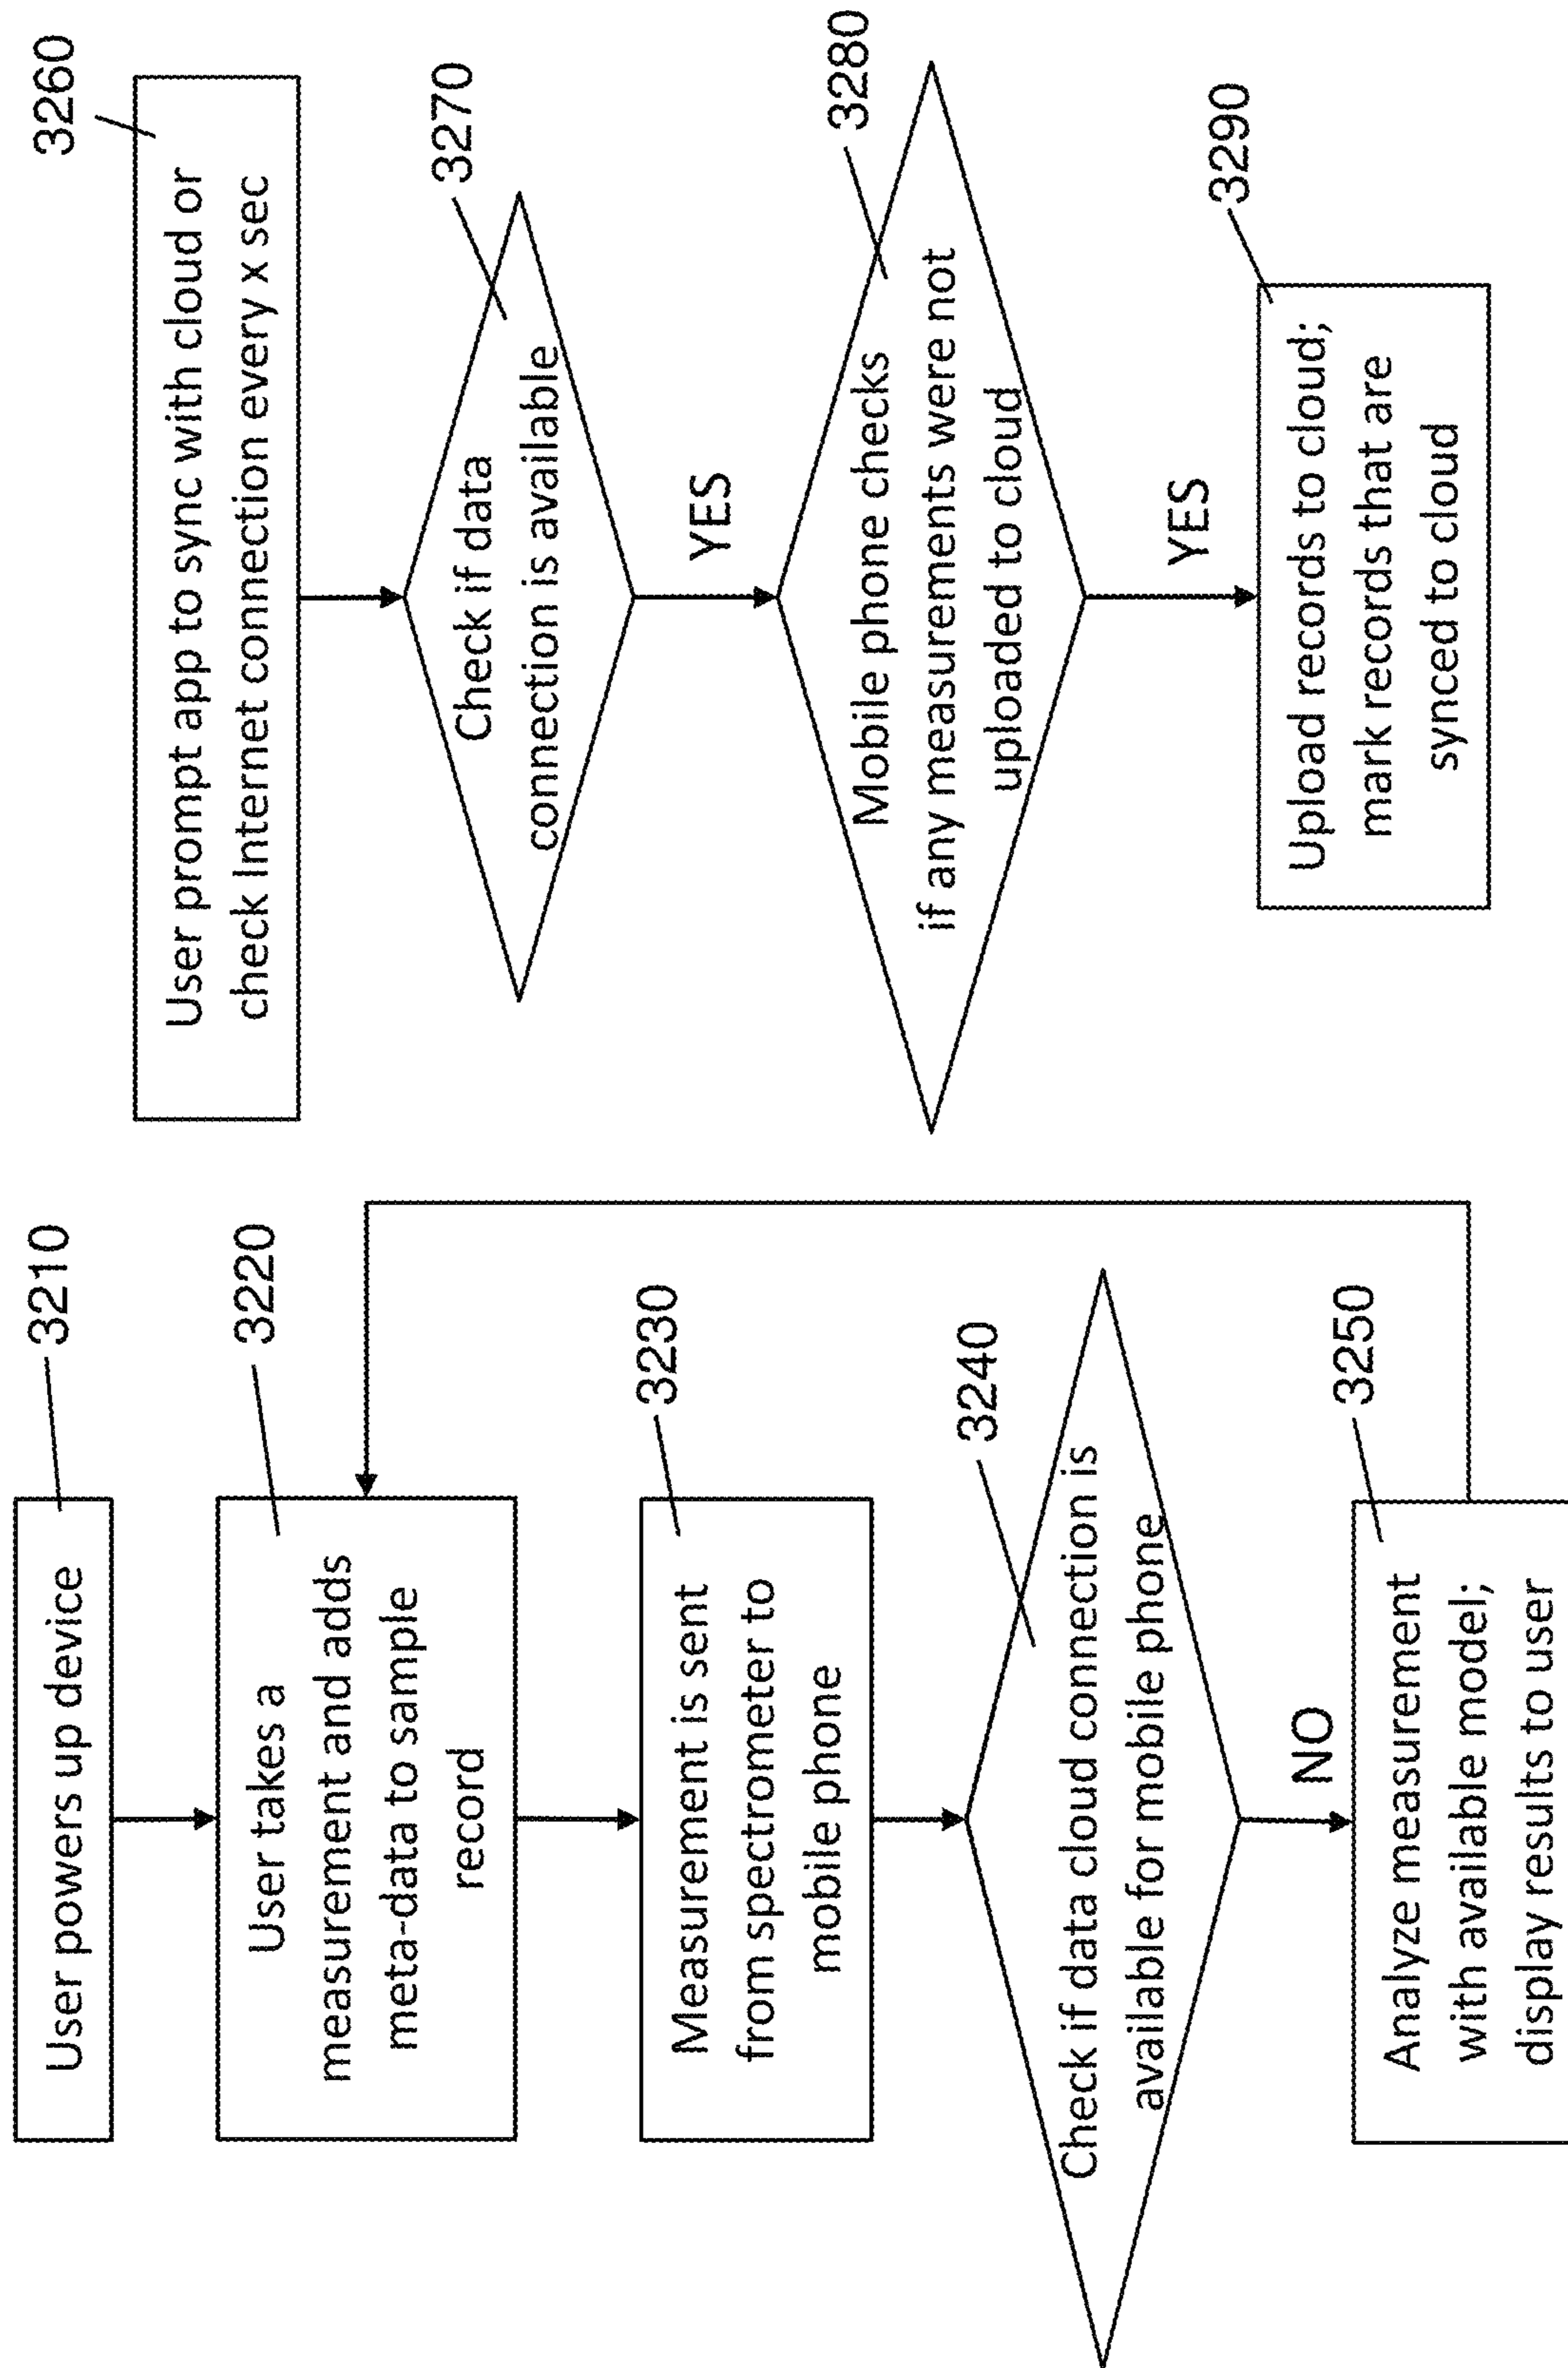 3210
User powers up device
3220
User takes a
measurement and adds
meta-data to sample
record
3230
Measurement is sent
from spectrometer to
mobile phone
3240
Check if data cloud connection is
available for mobile phone
NO
3250
Analyze measurement
with available model;
display results to user
3260
User prompt app to sync with cloud or
check Internet connection every x sec
3270
Check if data
connection is available
YES
3280
Mobile phone checks
if any measurements were not
uploaded to cloud
YES
3290
Upload records to cloud;
mark records that are
synced to cloud